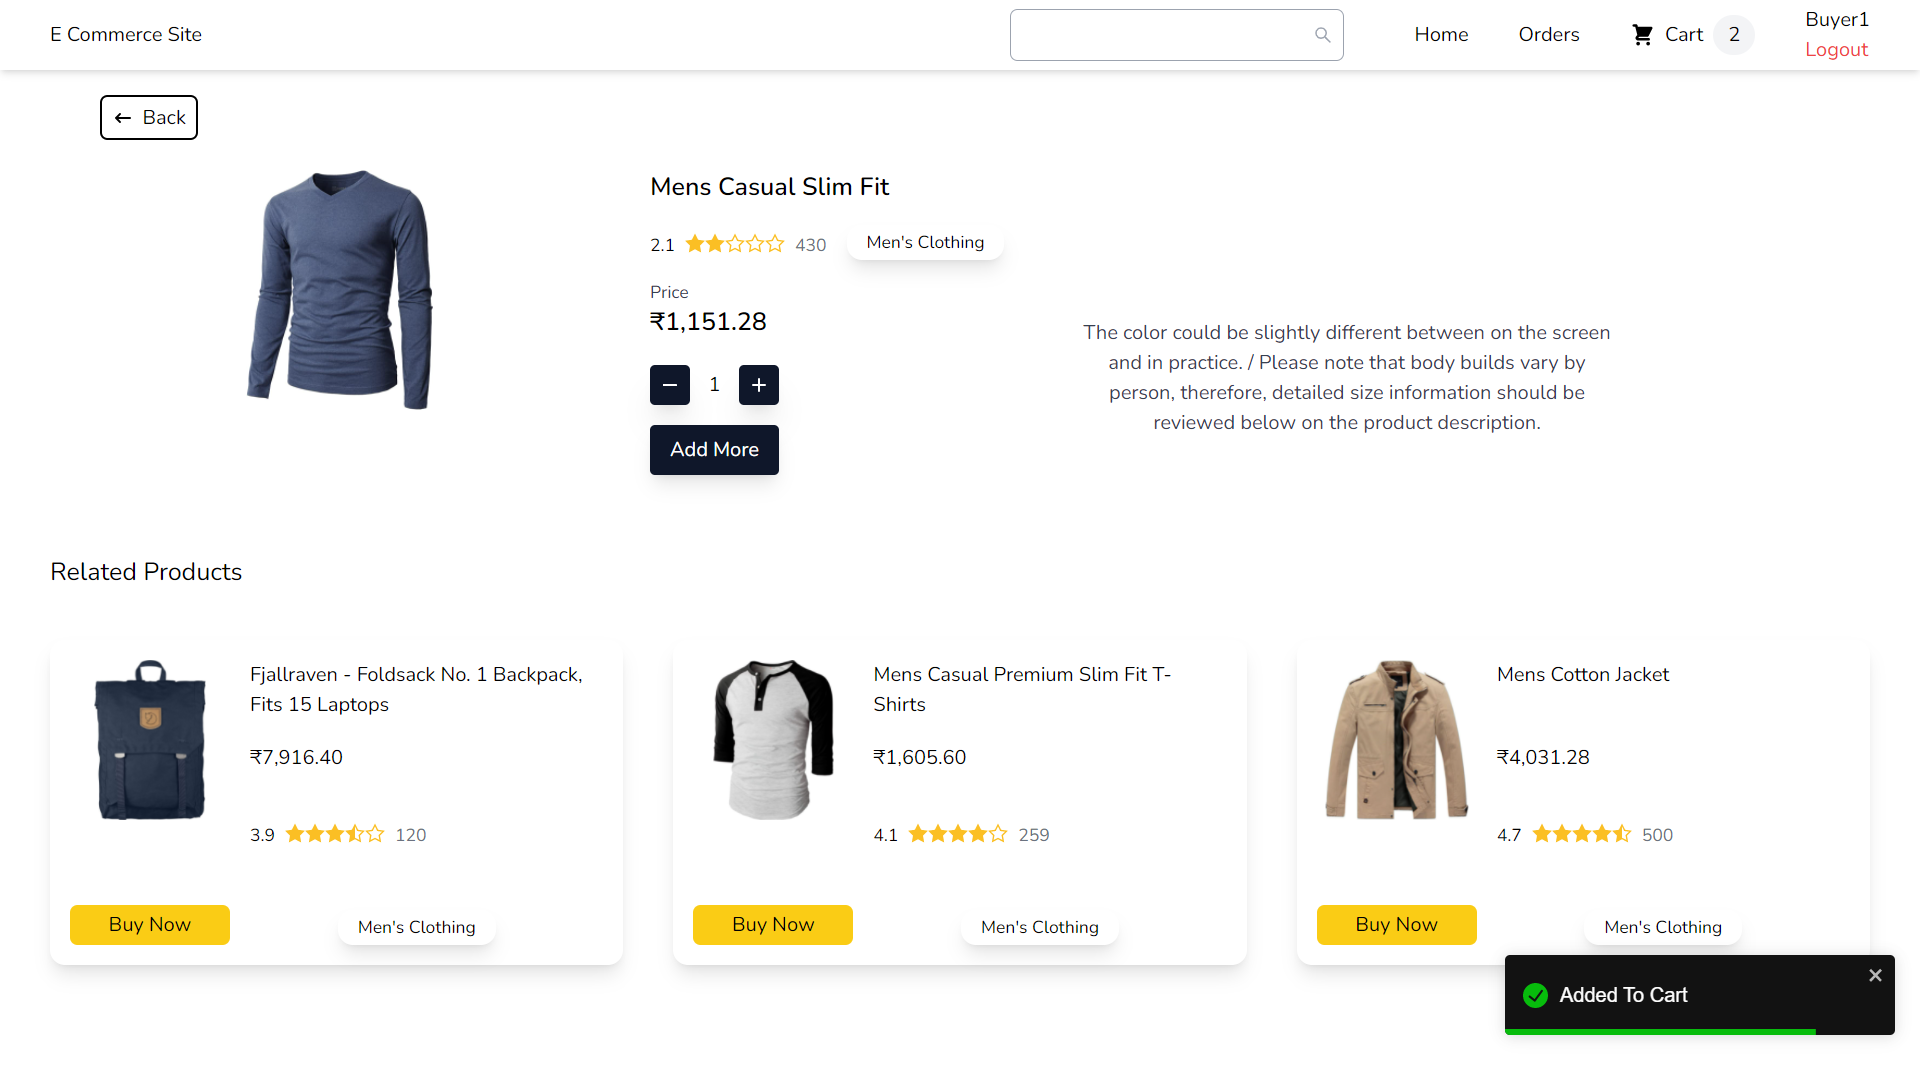 E Commerce Site
Home
Orders
Cart
2
Buyer1
Logout
Back
Mens Casual Slim Fit
2.1
430
Men's Clothing
Price
₹1,151.28
1
Add More
The color could be slightly different between on the screen
and in practice. / Please note that body builds vary by
person, therefore, detailed size information should be
reviewed below on the product description.
Related Products
Fjallraven - Foldsack No. 1 Backpack,
Fits 15 Laptops
₹7,916.40
3.9
120
Buy Now
Men's Clothing
Mens Casual Premium Slim Fit T-
Shirts
₹1,605.60
4.1
259
Buy Now
Men's Clothing
Mens Cotton Jacket
₹4,031.28
4.7
500
Buy Now
Men's Clothing
Added To Cart